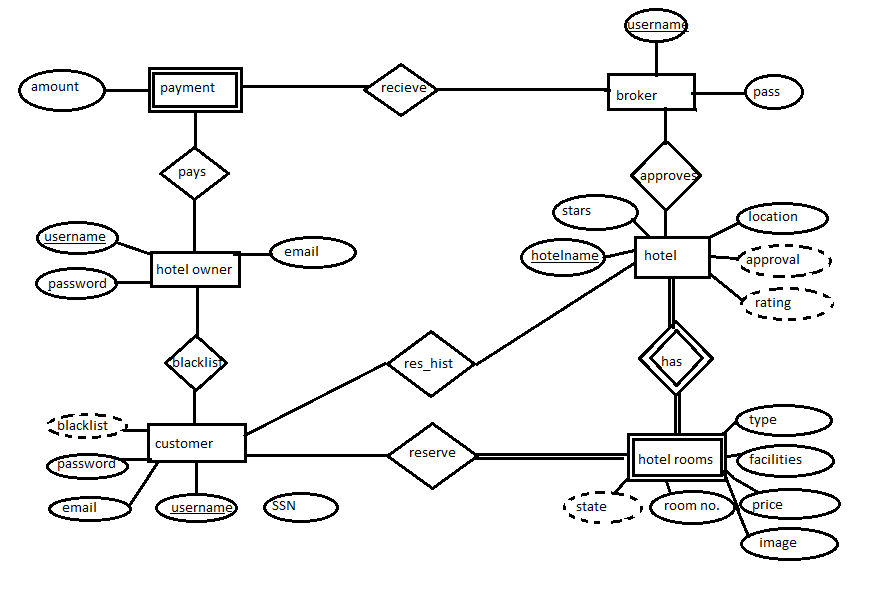 username
amount
payment
recieve
broker
pass
pays
approves
stars
location
username
hotelname
hotel
approval
hotel owner
email
password
rating
blacklist
res_hist
has
blacklist
type
customer
reserve
hotel rooms
facilities
password
email
username
SSN
state
room no.
price
image